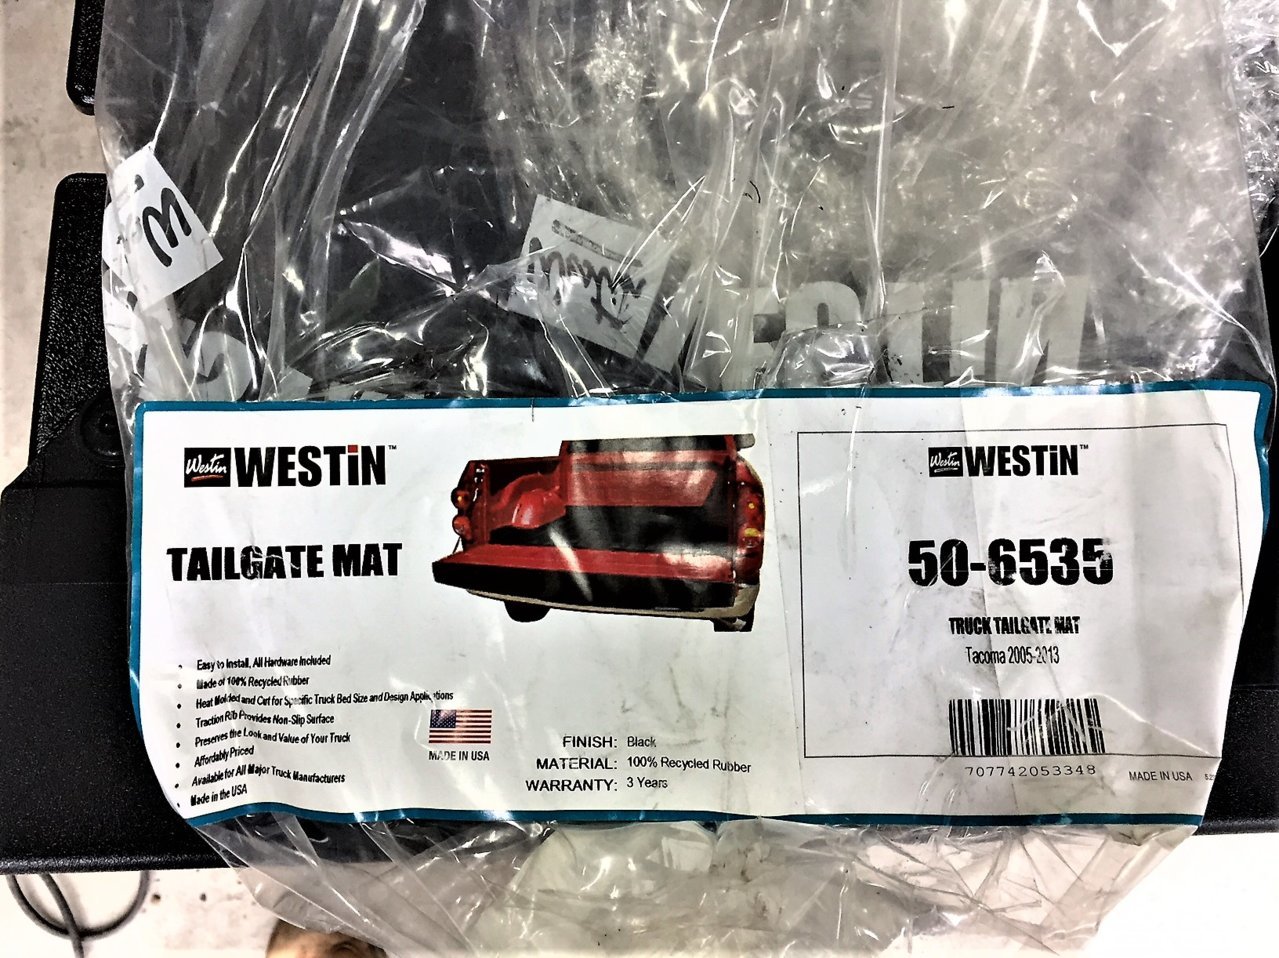 WESTIN
Westin WESTiN™
TAILGATE MAT
Easy to Install, All Hardware Included
Made of 100% Recycled Rubber
Heat Molded and Cut for Specific Truck Bed Size and Design Applications
Traction Rib Provides Non-Slip Surface
Preserves the Look and Value of Your Truck
Affordably Priced
Available for All Major Truck Manufacturers
Made in the USA
MADE IN USA
FINISH: Black
MATERIAL: 100% Recycled Rubber
WARRANTY: 3 Years
Westin WESTiN™
50-6535
TRUCK TAILGATE MAT
Tacoma 2005-2013
707742053348
MADE IN USA